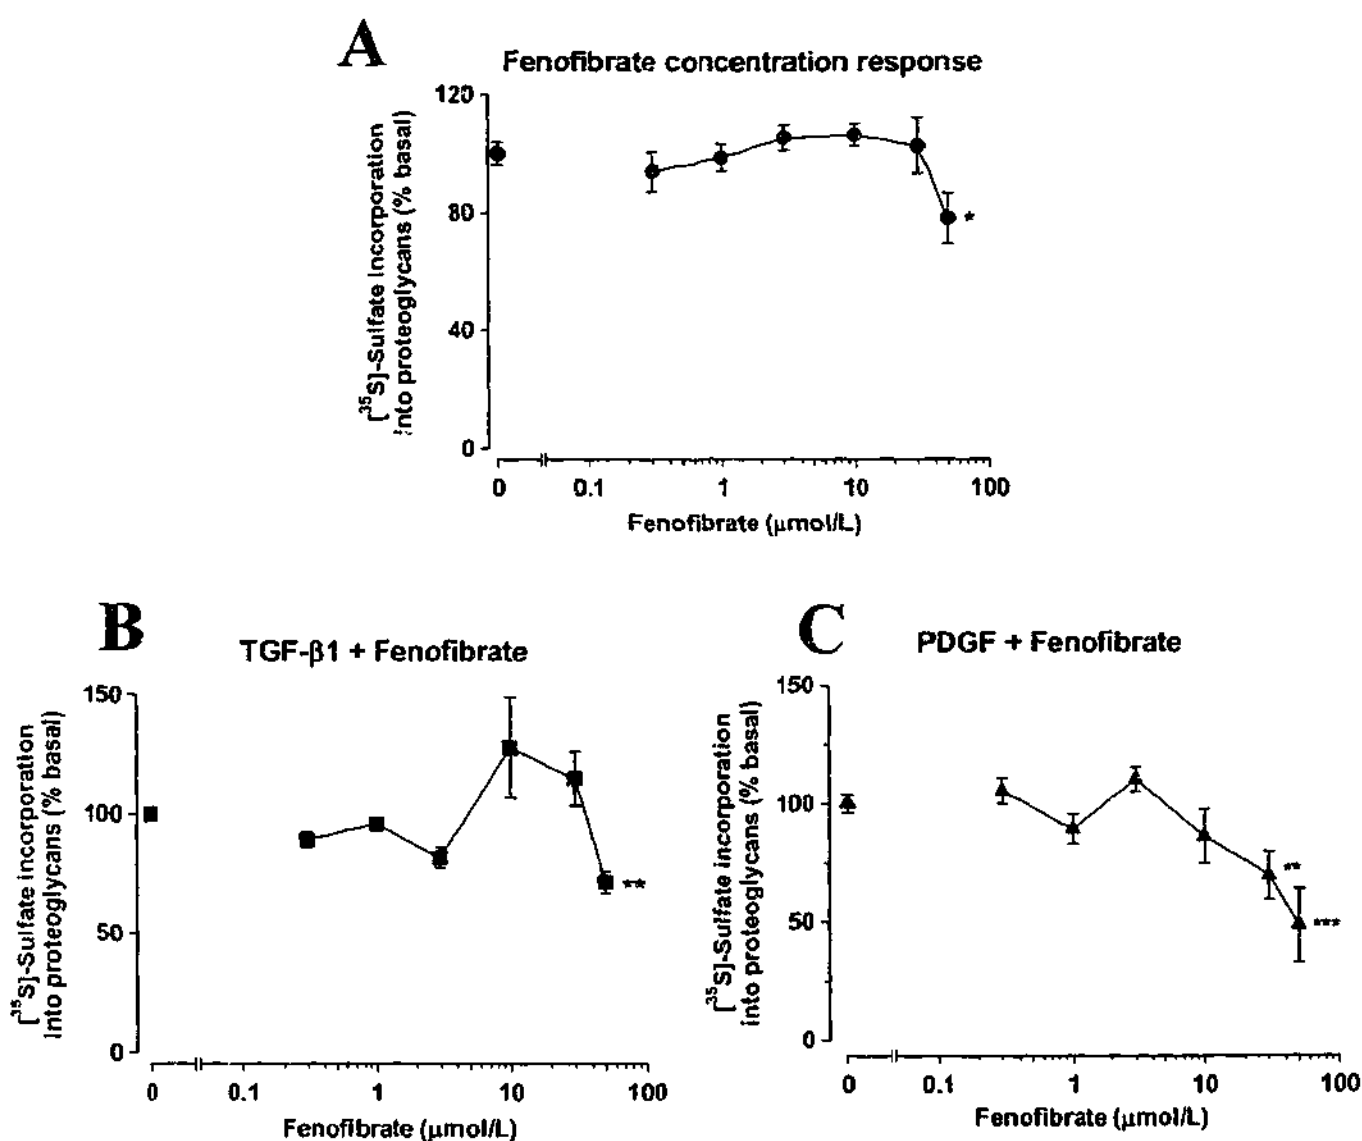 A
Fenofibrate concentration response
[³⁵S]-Sulfate incorporation
into proteoglycans (% basal)
120
80
40
0
*
0 0.1 1 10 100
Fenofibrate (μmol/L)
B
TGF-β1 + Fenofibrate
[³⁵S]-Sulfate incorporation
into proteoglycans (% basal)
150
100
50
0
**
0 0.1 1 10 100
Fenofibrate (μmol/L)
C
PDGF + Fenofibrate
[³⁵S]-Sulfate incorporation
into proteoglycans (% basal)
150
100
50
0
**
***
0 0.1 1 10 100
Fenofibrate (μmol/L)